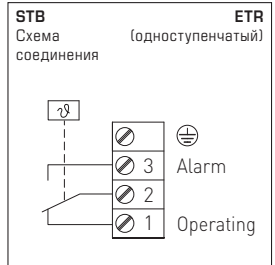 STB ETR
Схема (одноступенчатый)
соединения
ϑ
3 Alarm
2
1 Operating